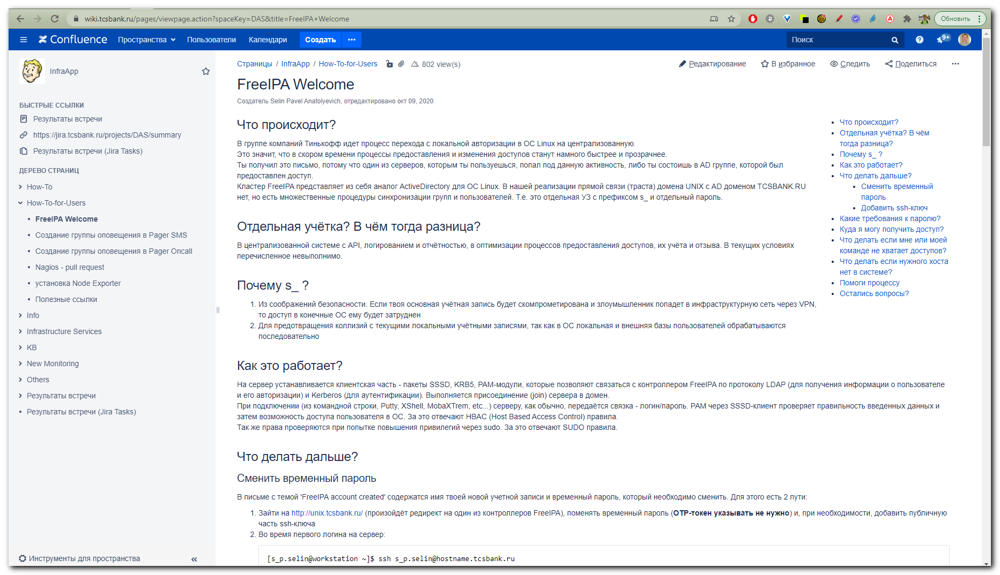 wiki.tcsbank.ru/pages/viewpage.action?spaceKey=DAS&title=FreeIPA+Welcome
Обновить
Confluence
Пространства
Пользователи
Календари
Создать
Поиск
9+
InfraApp
БЫСТРЫЕ ССЫЛКИ
Результаты встречи
https://jira.tcsbank.ru/projects/DAS/summary
Результаты встречи (Jira Tasks)
ДЕРЕВО СТРАНИЦ
How-To
How-To-for-Users
FreeIPA Welcome
Создание группы оповещения в Pager SMS
Создание группы оповещения в Pager Oncall
Nagios - pull request
установка Node Exporter
Полезные ссылки
Info
Infrastructure Services
KB
New Monitoring
Others
Результаты встречи
Результаты встречи (Jira Tasks)
Инструменты для пространства
Страницы / InfraApp / How-To-for-Users 802 view(s)
Редактирование
В избранное
Следить
Поделиться
FreeIPA Welcome
Создатель Selin Pavel Anatolyevich, отредактировано окт 09, 2020
Что происходит?
В группе компаний Тинькофф идет процесс перехода с локальной авторизации в ОС Linux на централизованную.
Это значит, что в скором времени процессы предоставления и изменения доступов станут намного быстрее и прозрачнее.
Ты получил это письмо, потому что один из серверов, которым ты пользуешься, попал под данную активность, либо ты состоишь в AD группе, которой был
предоставлен доступ.
Кластер FreeIPA представляет из себя аналог ActiveDirectory для ОС Linux. В нашей реализации прямой связи (траста) домена UNIX с AD доменом TCSBANK.RU
нет, но есть множественные процедуры синхронизации групп и пользователей. Т.е. это отдельная УЗ с префиксом s_ и отдельный пароль.
Отдельная учётка? В чём тогда разница?
В централизованной системе с API, логированием и отчётностью, в оптимизации процессов предоставления доступов, их учёта и отзыва. В текущих условиях
перечисленное невыполнимо.
Почему s_ ?
1. Из соображений безопасности. Если твоя основная учётная запись будет скомпрометирована и злоумышленник попадет в инфраструктурную сеть через VPN,
то доступ в конечные ОС ему будет затруднен
2. Для предотвращения коллизий с текущими локальными учётными записями, так как в ОС локальная и внешняя базы пользователей обрабатываются
последовательно
Что происходит?
Отдельная учётка? В чём
тогда разница?
Почему s_ ?
Как это работает?
Что делать дальше?
Сменить временный
пароль
Добавить ssh-ключ
Какие требования к паролю?
Куда я могу получить доступ?
Что делать если мне или моей
команде не хватает доступов?
Что делать если нужного хоста
нет в системе?
Помоги процессу
Остались вопросы?
Как это работает?
На сервер устанавливается клиентская часть - пакеты SSSD, KRB5, PAM-модули, которые позволяют связаться с контроллером FreeIPA по протоколу LDAP (для получения информации о пользователе
и его авторизации) и Kerberos (для аутентификации). Выполняется присоединение (join) сервера в домен.
При подключении (из командной строки, Putty, XShell, MobaXTrem, etc...) серверу, как обычно, передаётся связка - логин/пароль. PAM через SSSD-клиент проверяет правильность введенных данных и
затем возможность доступа пользователя в ОС. За это отвечают HBAC (Host Based Access Control) правила.
Так же права проверяются при попытке повышения привилегий через sudo. За это отвечают SUDO правила.
Что делать дальше?
Сменить временный пароль
В письме с темой 'FreeIPA account created' содержатся имя твоей новой учетной записи и временный пароль, который необходимо сменить. Для этого есть 2 пути:
1. Зайти на http://unix.tcsbank.ru/ (произойдёт редирект на один из контроллеров FreeIPA), поменять временный пароль (OTP-токен указывать не нужно) и, при необходимости, добавить публичную
часть ssh-ключа
2. Во время первого логина на сервер:
[s_p.selin@workstation ~]$ ssh s_p.selin@hostname.tcsbank.ru